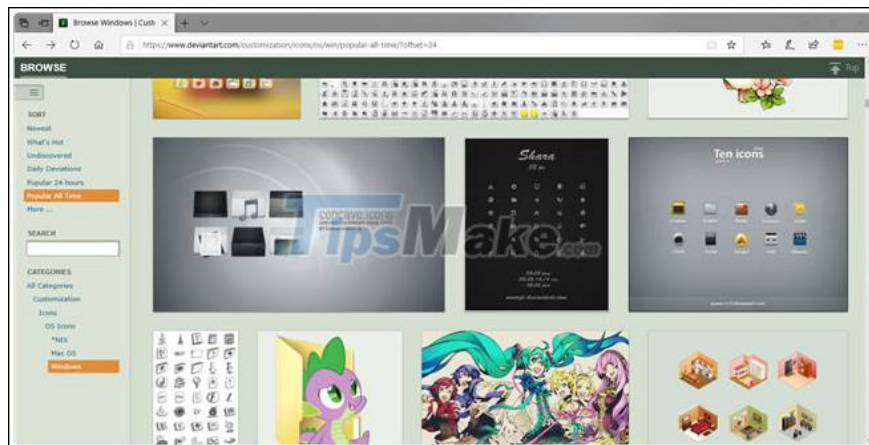 Browse Windows | Cust
https://www.deviantart.com/customization/icons/os/win/popular-all-time/?offset=24
BROWSE
Top
SORT
Newest
What's Hot
Undiscovered
Daily Deviations
Popular 24 hours
Popular All Time
More ...
SEARCH
CATEGORIES
All Categories
Customization
Icons
OS Icons
*NIX
Mac OS
Windows
concave.icons
Shara
Ten icons
TipsMake.com